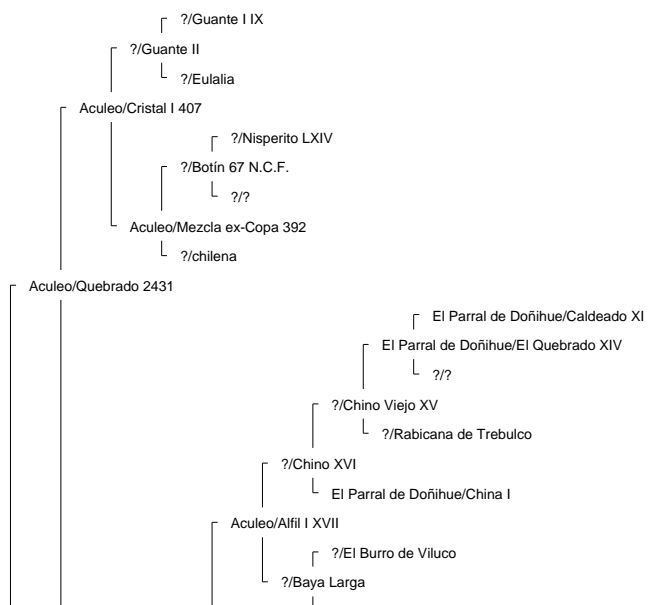 ?/Guante I IX
?/Guante II
?/Eulalia
Aculeo/Cristal I 407
?/Nisperito LXIV
?/Botín 67 N.C.F.
?/?
Aculeo/Mezcla ex-Copa 392
?/chilena
Aculeo/Quebrado 2431
El Parral de Doñihue/Caldeado XI
El Parral de Doñihue/El Quebrado XIV
?/?
?/Chino Viejo XV
?/Rabicana de Trebulco
?/Chino XVI
El Parral de Doñihue/China I
Aculeo/Alfil I XVII
?/El Burro de Viluco
?/Baya Larga